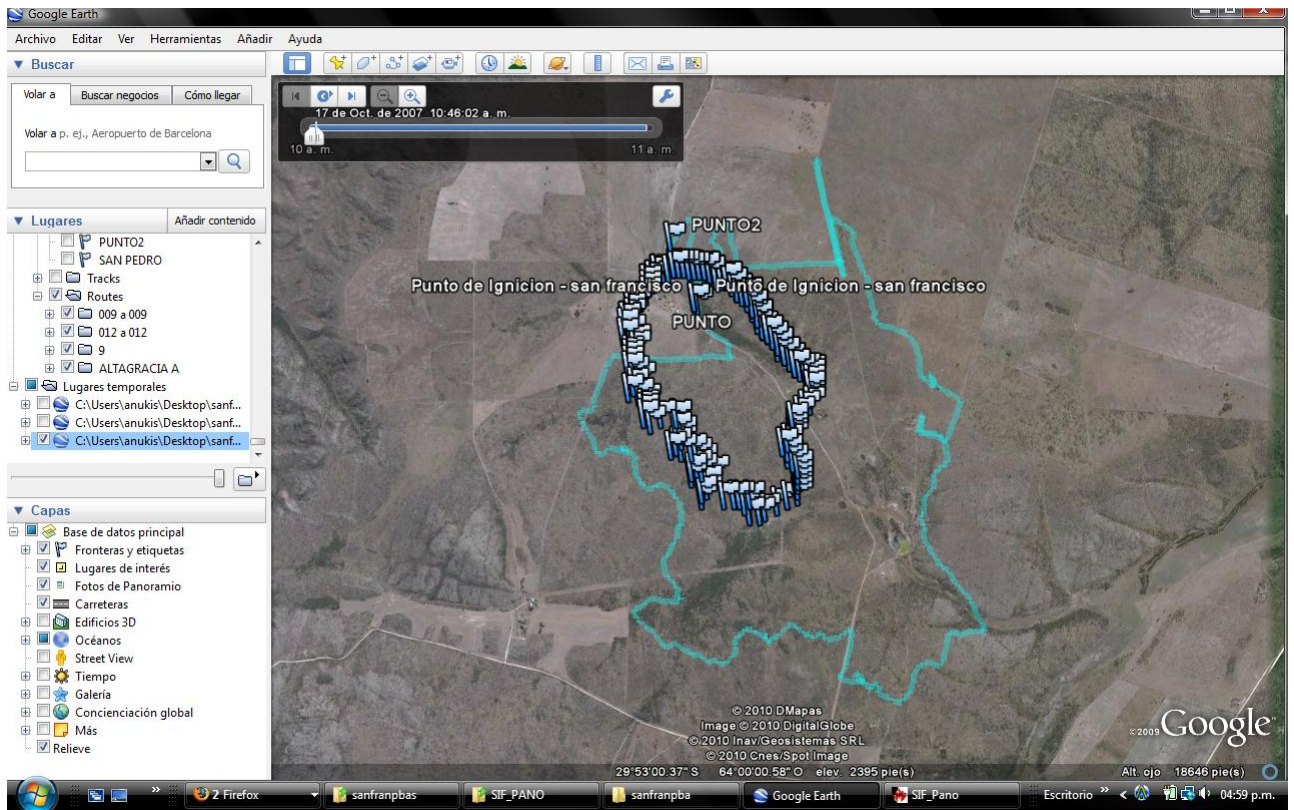 Google Earth
Archivo Editar Ver Herramientas Añadir Ayuda
Buscar
Volar a Buscar negocios Cómo llegar
Volar a p. ej., Aeropuerto de Barcelona
Lugares Añadir contenido
PUNTO2
SAN PEDRO
Tracks
Routes
009 a 009
012 a 012
9
ALTAGRACIA A
Lugares temporales
C:\Users\anukis\Desktop\sanf...
C:\Users\anukis\Desktop\sanf...
C:\Users\anukis\Desktop\sanf...
Capas
Base de datos principal
Fronteras y etiquetas
Lugares de interés
Fotos de Panoramio
Carreteras
Edificios 3D
Océanos
Street View
Tiempo
Galería
Concienciación global
Más
Relieve
17 de Oct. de 2007 10:46:02 a. m.
10 a. m. 11 a. m.
PUNTO2
Punto de Ignicion - san francisco Punto de Ignicion - san francisco
PUNTO
© 2010 DMapas
Image © 2010 DigitalGlobe
© 2010 Inav/Geosistemas SRL
© 2010 Cnes/Spot Image
©2009 Google
29°53'00.37" S 64°00'00.58" O elev. 2395 pie(s) Alt. ojo 18646 pie(s)
2 Firefox sanfranpbas SIF_PANO sanfranpba Google Earth SIF_Pano Escritorio 04:59 p.m.